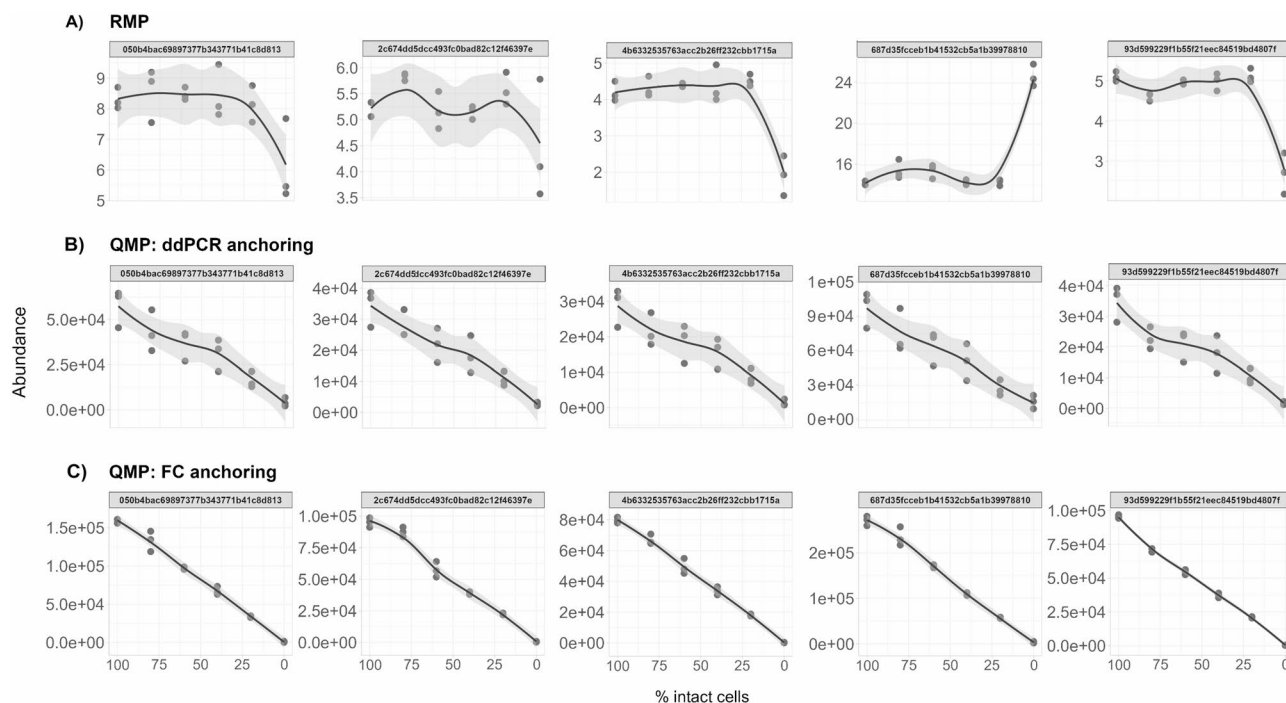 A) RMP
050b4bac69897377b343771b41c8d813 2c674dd5dcc493fc0bad82c12f46397e 4b6332535763acc2b26ff232cbb1715a 687d35fcceb1b41532cb5a1b39978810 93d599229f1b55f21eec84519bd4807f
9 8 7 6 5
6.0 5.5 5.0 4.5 4.0 3.5
5 4 3 2
24 20 16
5 4 3
B) QMP: ddPCR anchoring
050b4bac69897377b343771b41c8d813 2c674dd5dcc493fc0bad82c12f46397e 4b6332535763acc2b26ff232cbb1715a 687d35fcceb1b41532cb5a1b39978810 93d599229f1b55f21eec84519bd4807f
5.0e+04 2.5e+04 0.0e+00
4e+04 3e+04 2e+04 1e+04 0e+00
3e+04 2e+04 1e+04 0e+00
1e+05 9e+04 6e+04 3e+04 0e+00
4e+04 3e+04 2e+04 1e+04 0e+00
Abundance
C) QMP: FC anchoring
050b4bac69897377b343771b41c8d813 2c674dd5dcc493fc0bad82c12f46397e 4b6332535763acc2b26ff232cbb1715a 687d35fcceb1b41532cb5a1b39978810 93d599229f1b55f21eec84519bd4807f
1.5e+05 1.0e+05 5.0e+04 0.0e+00
1.0e+05 7.5e+04 5.0e+04 2.5e+04 0.0e+00
8e+04 6e+04 4e+04 2e+04 0e+00
2e+05 1e+05 0e+00
1.0e+05 7.5e+04 5.0e+04 2.5e+04 0.0e+00
100 75 50 25 0 100 75 50 25 0 100 75 50 25 0 100 75 50 25 0 100 75 50 25 0
% intact cells